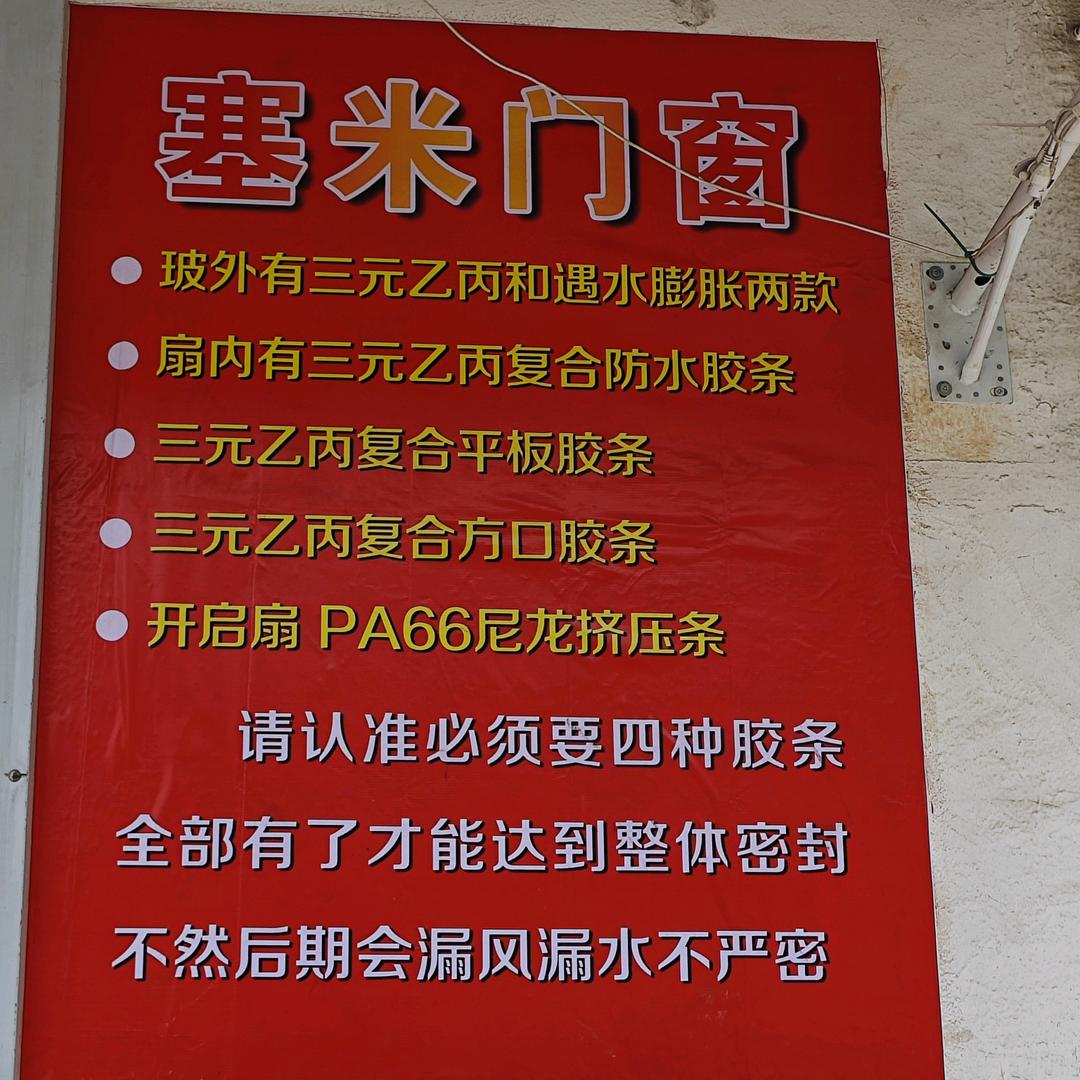 塞米门窗
玻外有三元乙丙和遇水膨胀两款
扇内有三元乙丙复合防水胶条
三元乙丙复合平板胶条
三元乙丙复合方口胶条
开启扇 PA66尼龙挤压条
请认准必须要四种胶条
全部有了才能达到整体密封
不然后期会漏风漏水不严密